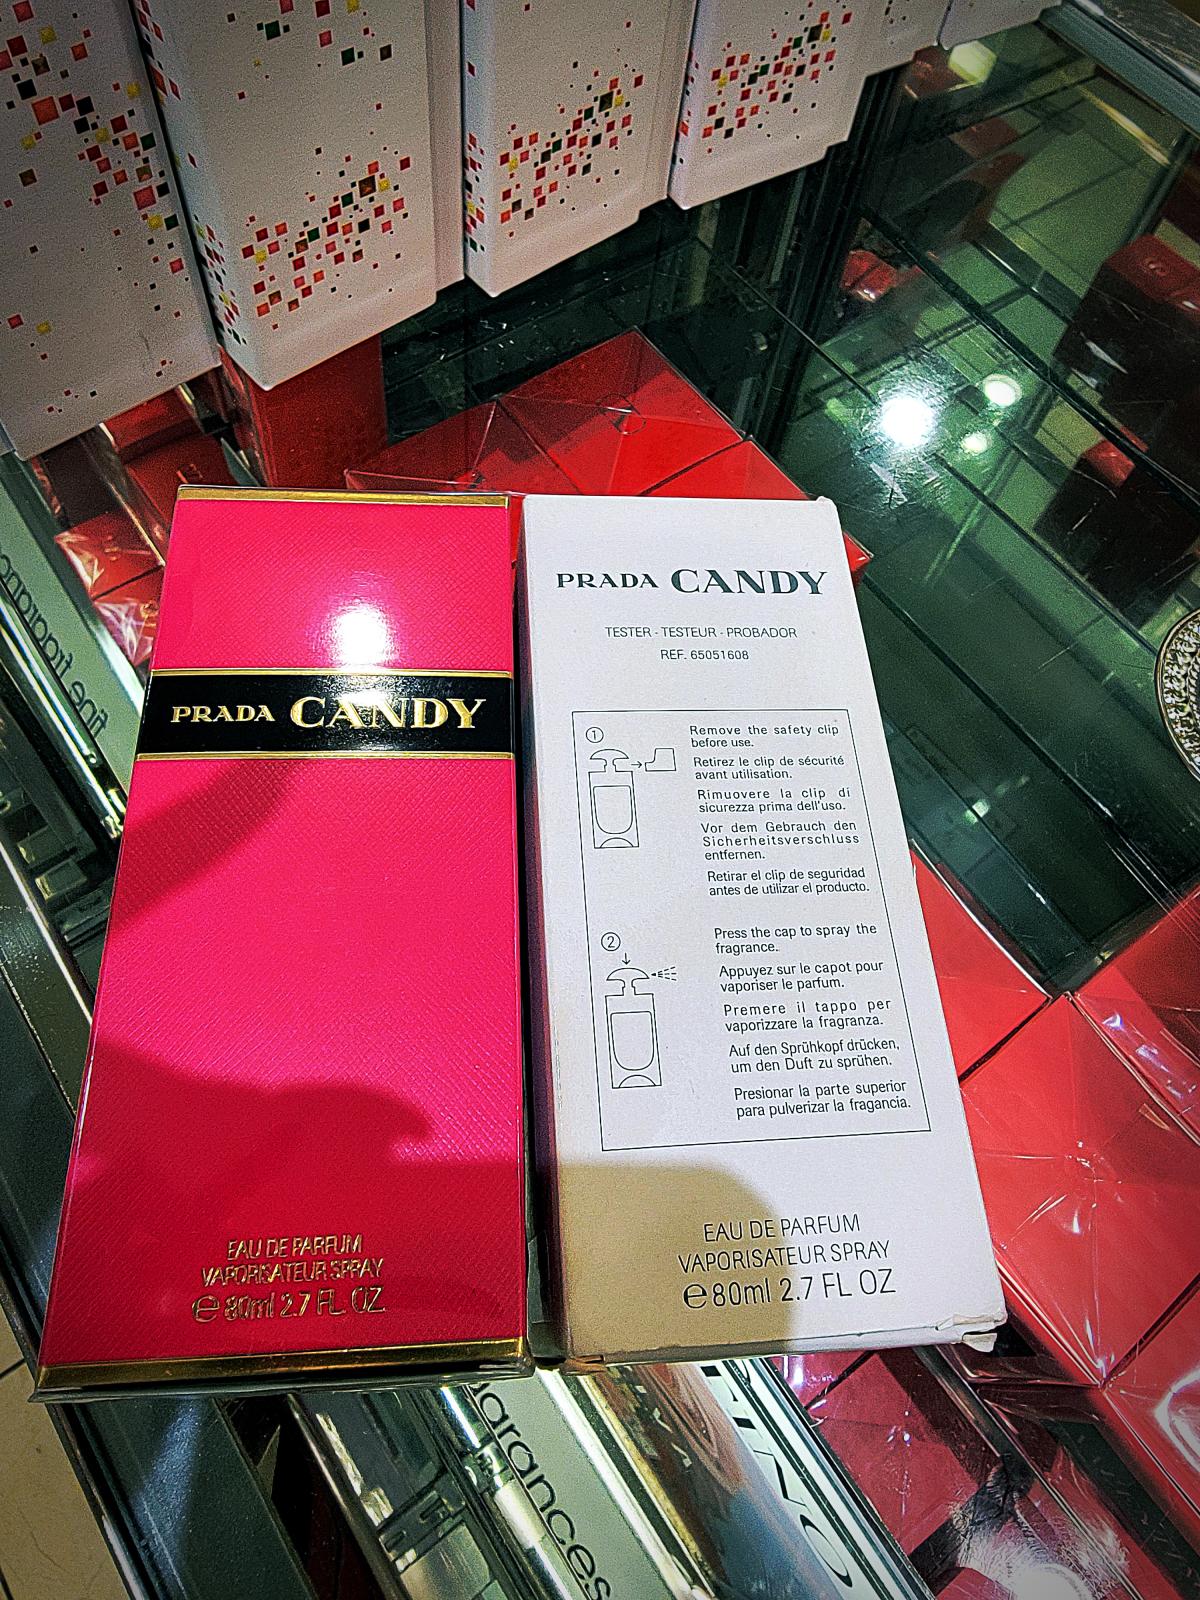 PRADA CANDY
EAU DE PARFUM
VAPORISATEUR SPRAY
℮ 80ml 2.7 FL OZ
PRADA CANDY
TESTER - TESTEUR - PROBADOR
REF. 65051608
1
Remove the safety clip
before use.
Retirez le clip de sécurité
avant utilisation.
Rimuovere la clip di
sicurezza prima dell'uso.
Vor dem Gebrauch den
Sicherheitsverschluss
entfernen.
Retirar el clip de seguridad
antes de utilizar el producto.
2
Press the cap to spray the
fragrance.
Appuyez sur le capot pour
vaporiser le parfum.
Premere il tappo per
vaporizzare la fragranza.
Auf den Sprühkopf drücken,
um den Duft zu sprühen.
Presionar la parte superior
para pulverizar la fragancia.
EAU DE PARFUM
VAPORISATEUR SPRAY
℮ 80ml 2.7 FL OZ
fine